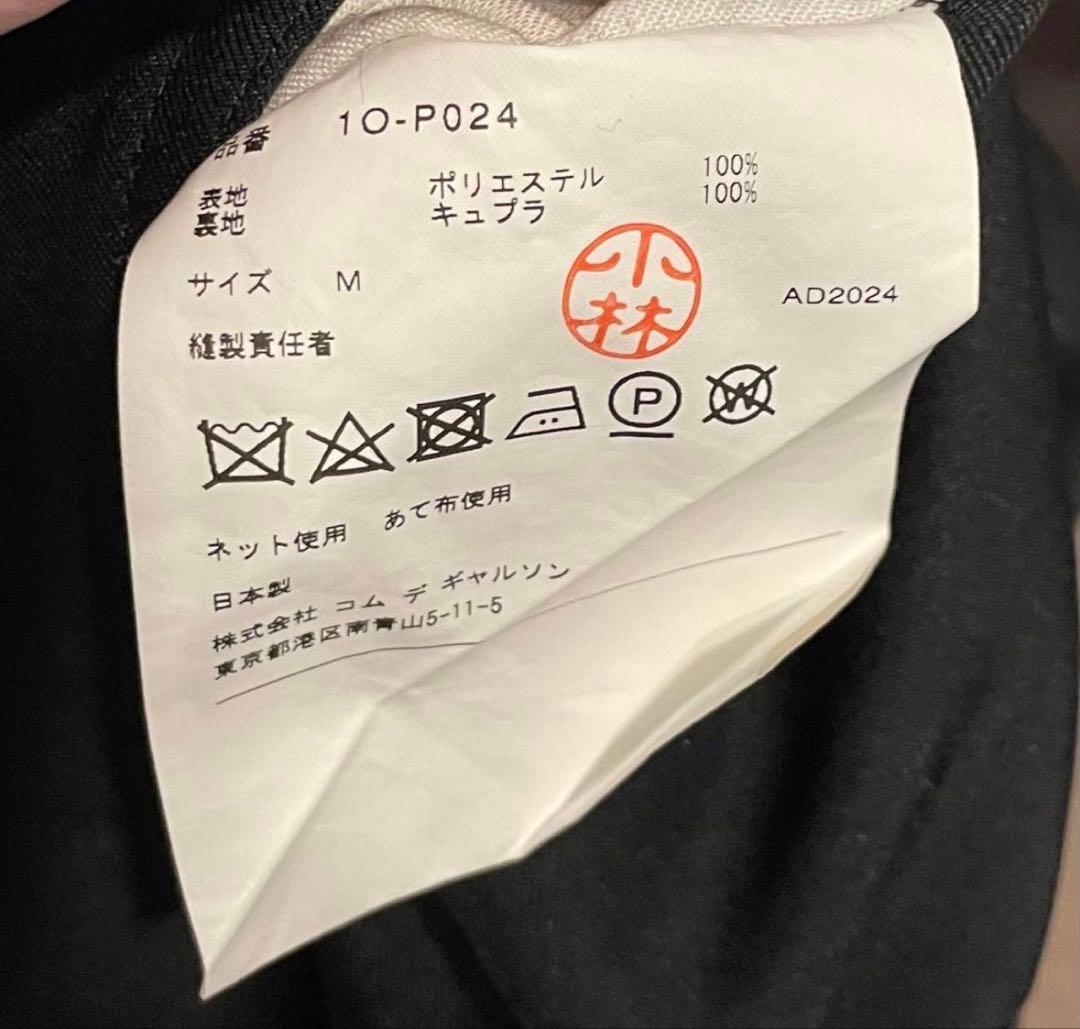 品番 1O-P024
表地 ポリエステル 100%
裏地 キュプラ 100%
サイズ M
小林
AD2024
縫製責任者
P W
ネット使用 あて布使用
日本製
株式会社 コム デ ギャルソン
東京都港区南青山5-11-5